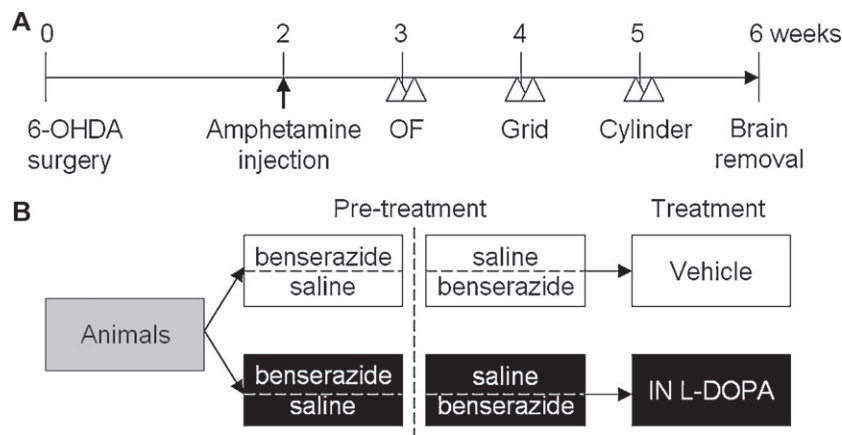 A
0 2 3 4 5 6 weeks
6-OHDA surgery
Amphetamine injection
OF
Grid
Cylinder
Brain removal
B
Pre-treatment Treatment
Animals
benserazide
saline
saline
benserazide
Vehicle
benserazide
saline
saline
benserazide
IN L-DOPA